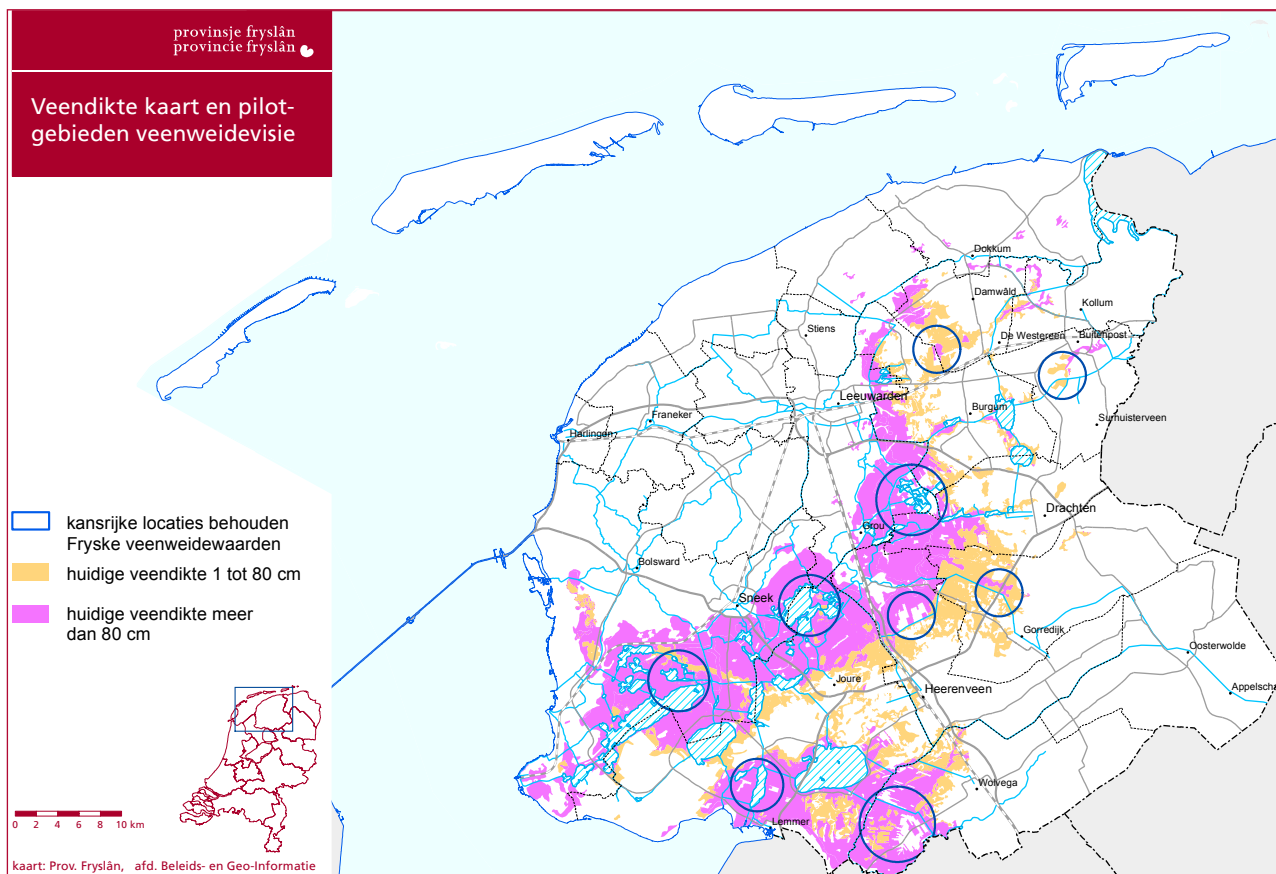 provinsje fryslân
provincie fryslân
Veendikte kaart en pilot-
gebieden veenweidevisie
kansrijke locaties behouden
Fryske veenweidewaarden
huidige veendikte 1 tot 80 cm
huidige veendikte meer
dan 80 cm
0 2 4 6 8 10 km
kaart: Prov. Fryslân, afd. Beleids- en Geo-Informatie
Dokkum
Damwâld
Kollum
Stiens
De Westereen
Buitenpost
Leeuwarden
Burgum
Surhuisterveen
Franeker
Harlingen
Drachten
Grou
Bolsward
Sneek
Gorredijk
Oosterwolde
Joure
Heerenveen
Appelscha
Wolvega
Lemmer